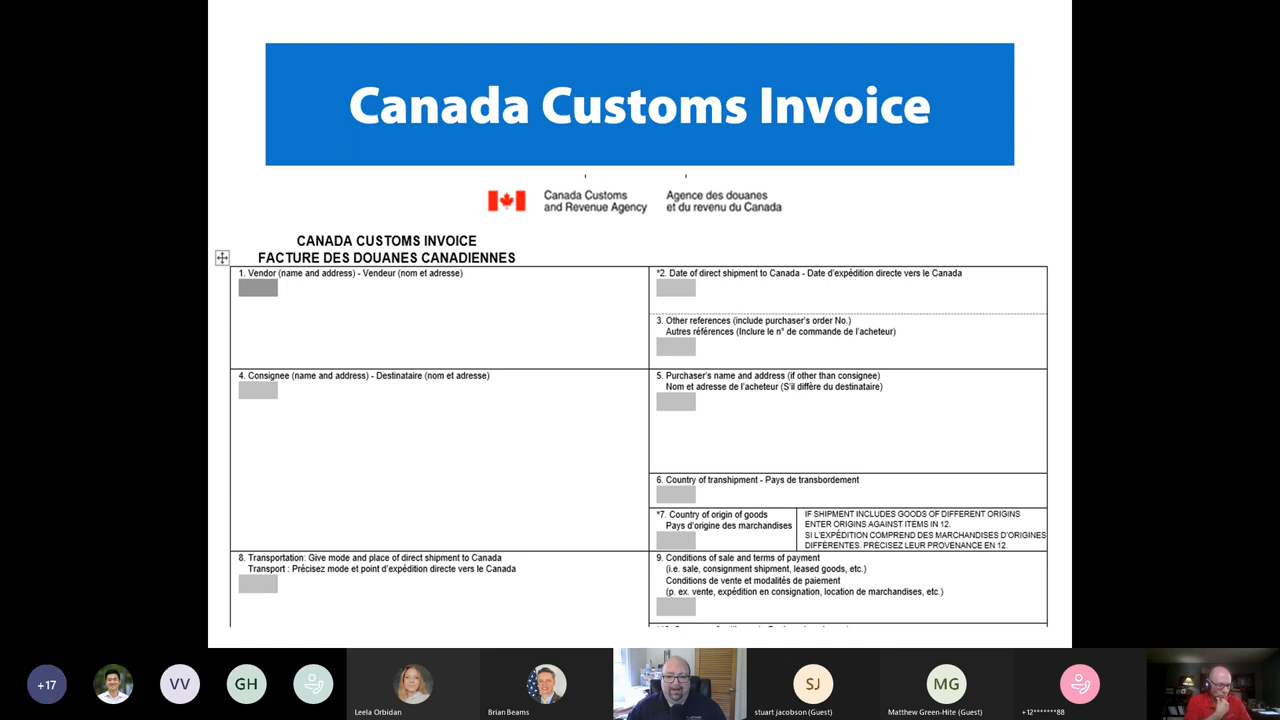 Canada Customs Invoice
Canada Customs
and Revenue Agency
Agence des douanes
et du revenu du Canada
CANADA CUSTOMS INVOICE
FACTURE DES DOUANES CANADIENNES
1. Vendor (name and address) - Vendeur (nom et adresse)
*2. Date of direct shipment to Canada - Date d'expédition directe vers le Canada
3. Other references (include purchaser's order No.)
Autres références (Inclure le n° de commande de l'acheteur)
4. Consignee (name and address) - Destinataire (nom et adresse)
5. Purchaser's name and address (if other than consignee)
Nom et adresse de l'acheteur (S'il diffère du destinataire)
6. Country of transhipment - Pays de transbordement
*7. Country of origin of goods
Pays d'origine des marchandises
IF SHIPMENT INCLUDES GOODS OF DIFFERENT ORIGINS
ENTER ORIGINS AGAINST ITEMS IN 12.
SI L'EXPÉDITION COMPREND DES MARCHANDISES D'ORIGINES
DIFFÉRENTES. PRÉCISEZ LEUR PROVENANCE EN 12.
8. Transportation: Give mode and place of direct shipment to Canada
Transport : Précisez mode et point d'expédition directe vers le Canada
9. Conditions of sale and terms of payment
(i.e. sale, consignment shipment, leased goods, etc.)
Conditions de vente et modalités de paiement
(p. ex. vente, expédition en consignation, location de marchandises, etc.)
+17
VV
GH
Leela Orbidan
Brian Beams
SJ
stuart jacobson (Guest)
MG
Matthew Green-Hite (Guest)
+12*******88